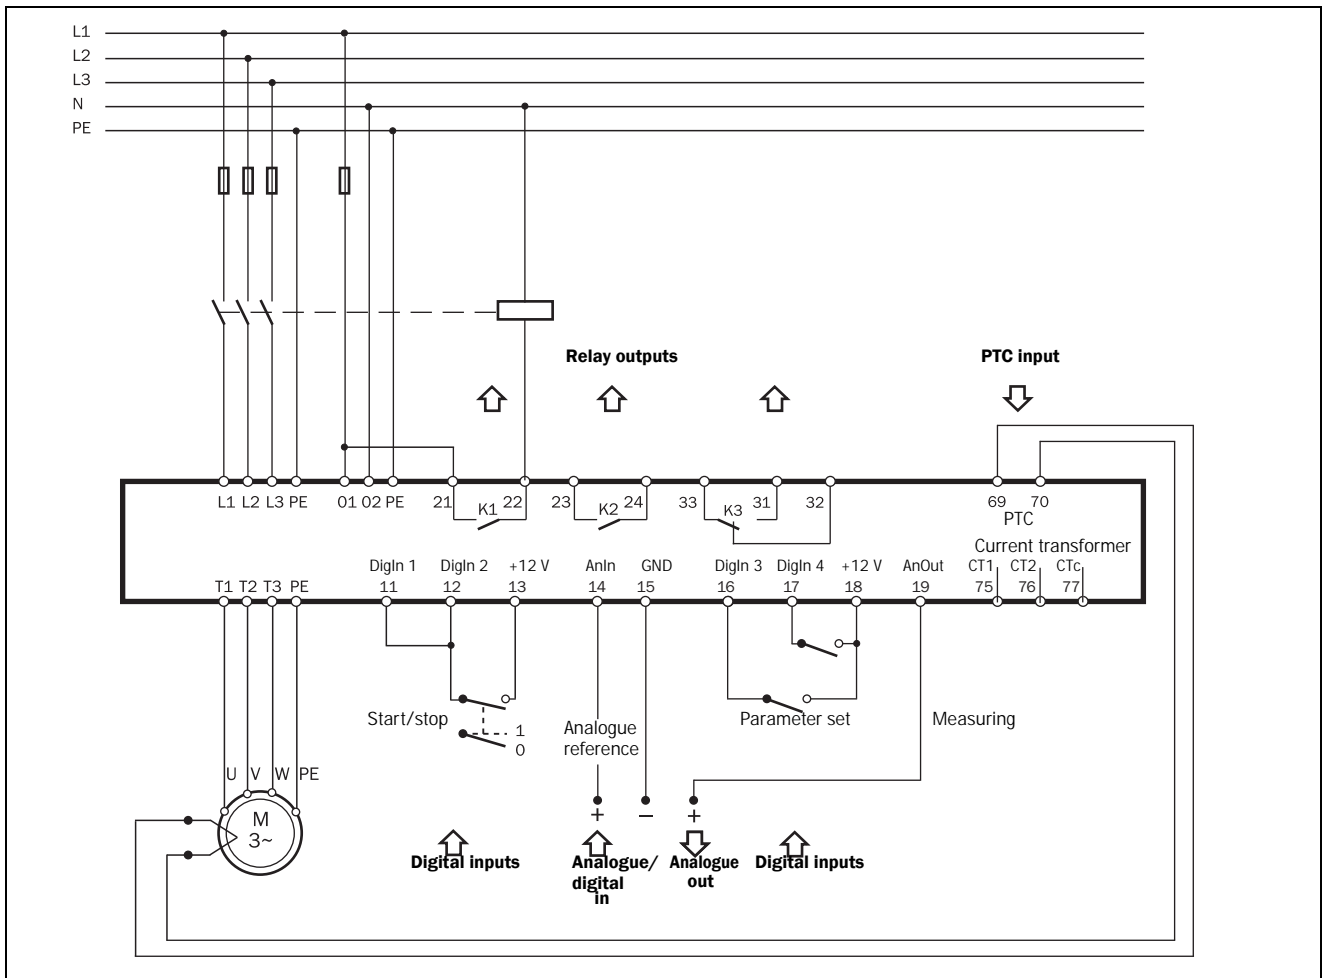 L1
L2
L3
N
PE
Relay outputs
PTC input
L1 L2 L3 PE 01 02 PE 21 22 23 24 33 31 32 69 70
K1 K2 K3
PTC
Current transformer
DigIn 1 DigIn 2 +12 V AnIn GND DigIn 3 DigIn 4 +12 V AnOut CT1 CT2 CTc
T1 T2 T3 PE 11 12 13 14 15 16 17 18 19 75 76 77
Start/stop
1
0
Analogue
reference
Parameter set
Measuring
U V W PE
M
3~
+ – +
Digital inputs
Analogue/
digital
in
Analogue
out
Digital inputs